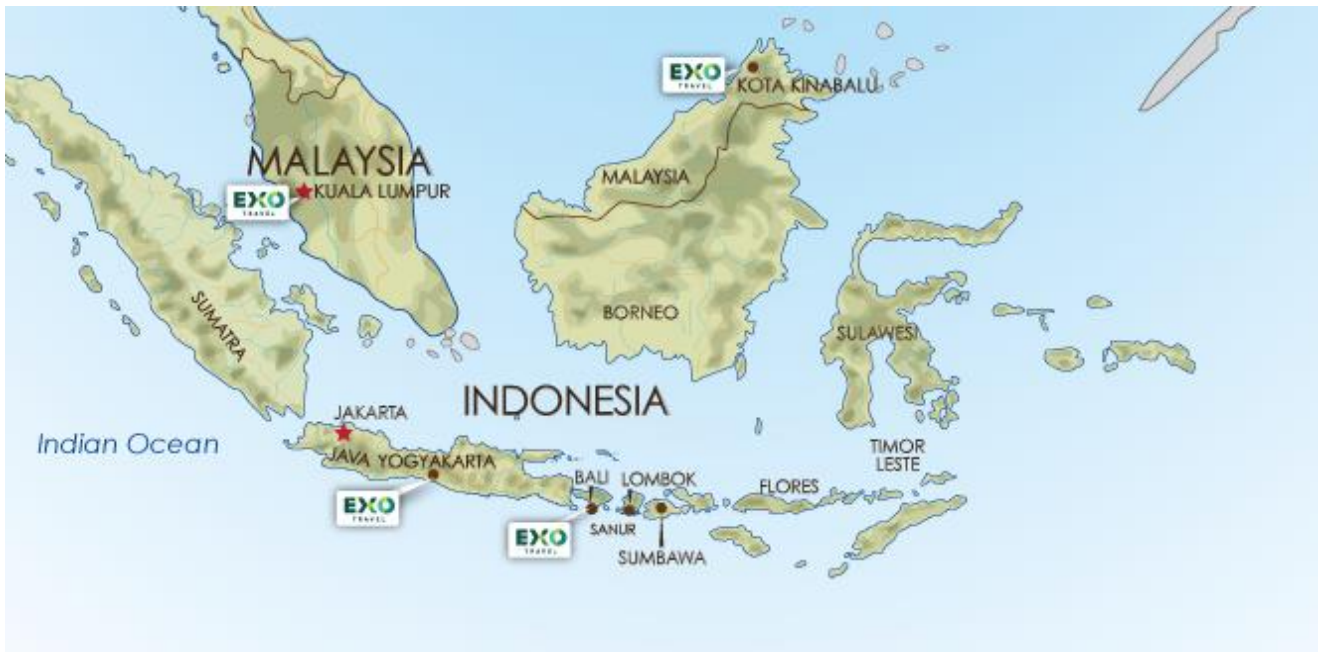 EXO
TRAVEL
KOTA KINABALU
MALAYSIA
MALAYSIA
EXO
TRAVEL
KUALA LUMPUR
SUMATRA
BORNEO
SULAWESI
INDONESIA
JAKARTA
Indian Ocean
TIMOR
LESTE
JAVA YOGYAKARTA
BALI
LOMBOK
FLORES
EXO
TRAVEL
EXO
TRAVEL
SANUR
SUMBAWA